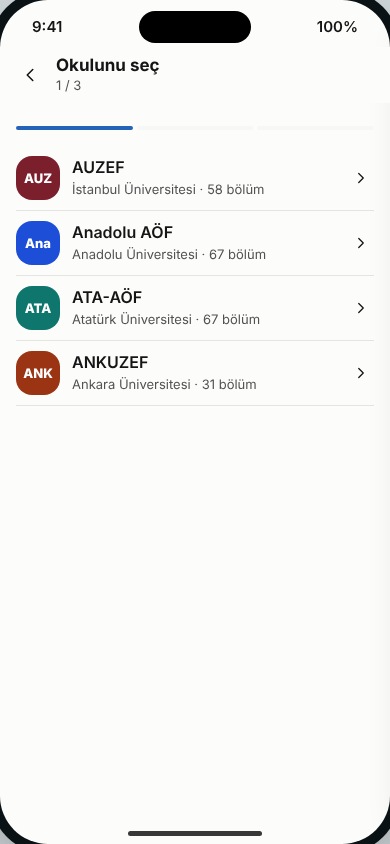 9:41
100%
Okulunu seç
1 / 3
AUZ
AUZEF
İstanbul Üniversitesi · 58 bölüm
Ana
Anadolu AÖF
Anadolu Üniversitesi · 67 bölüm
ATA
ATA-AÖF
Atatürk Üniversitesi · 67 bölüm
ANK
ANKUZEF
Ankara Üniversitesi · 31 bölüm